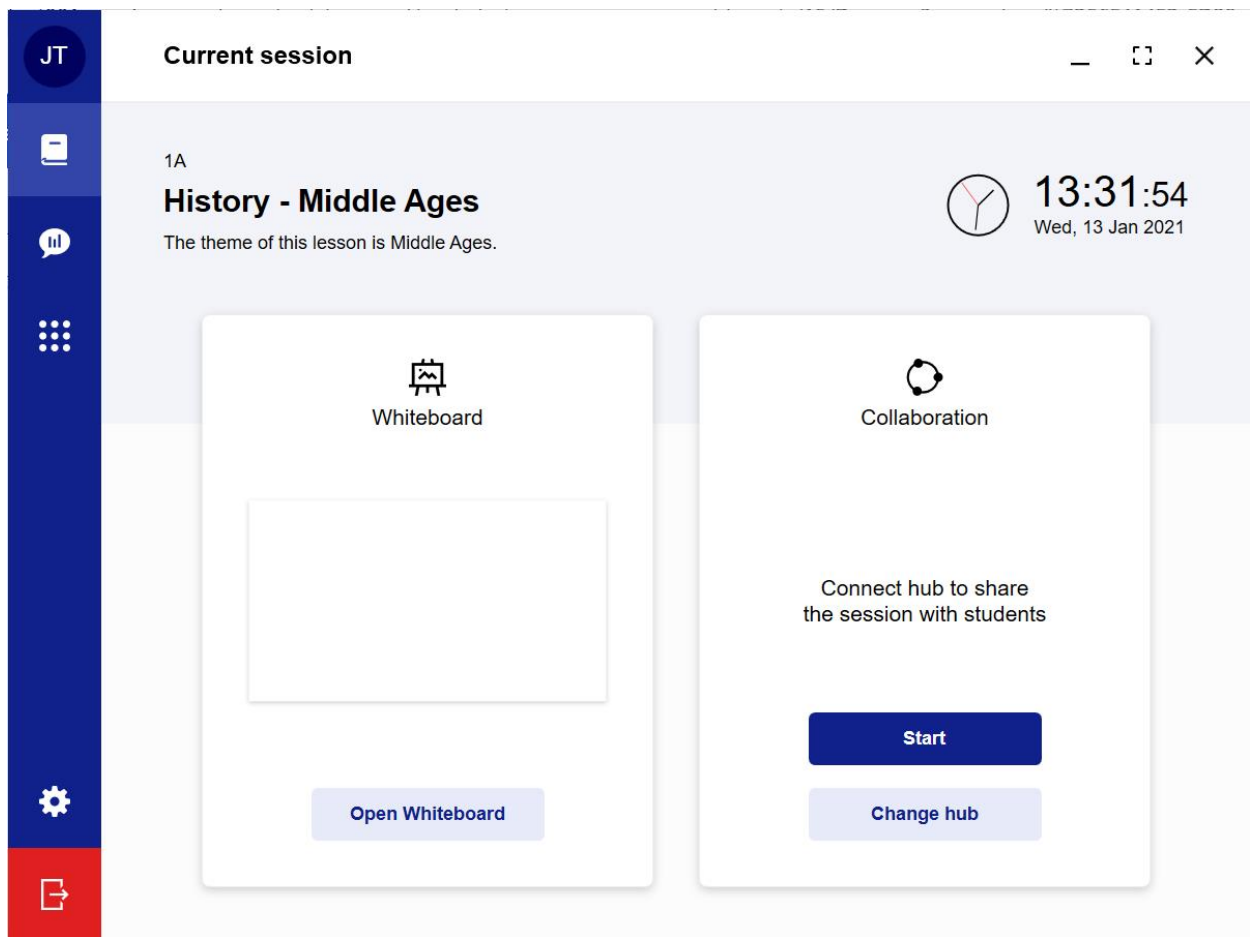 JT
Current session
1A
History - Middle Ages
The theme of this lesson is Middle Ages.
13:31:54
Wed, 13 Jan 2021
Whiteboard
Collaboration
Connect hub to share
the session with students
Start
Open Whiteboard
Change hub